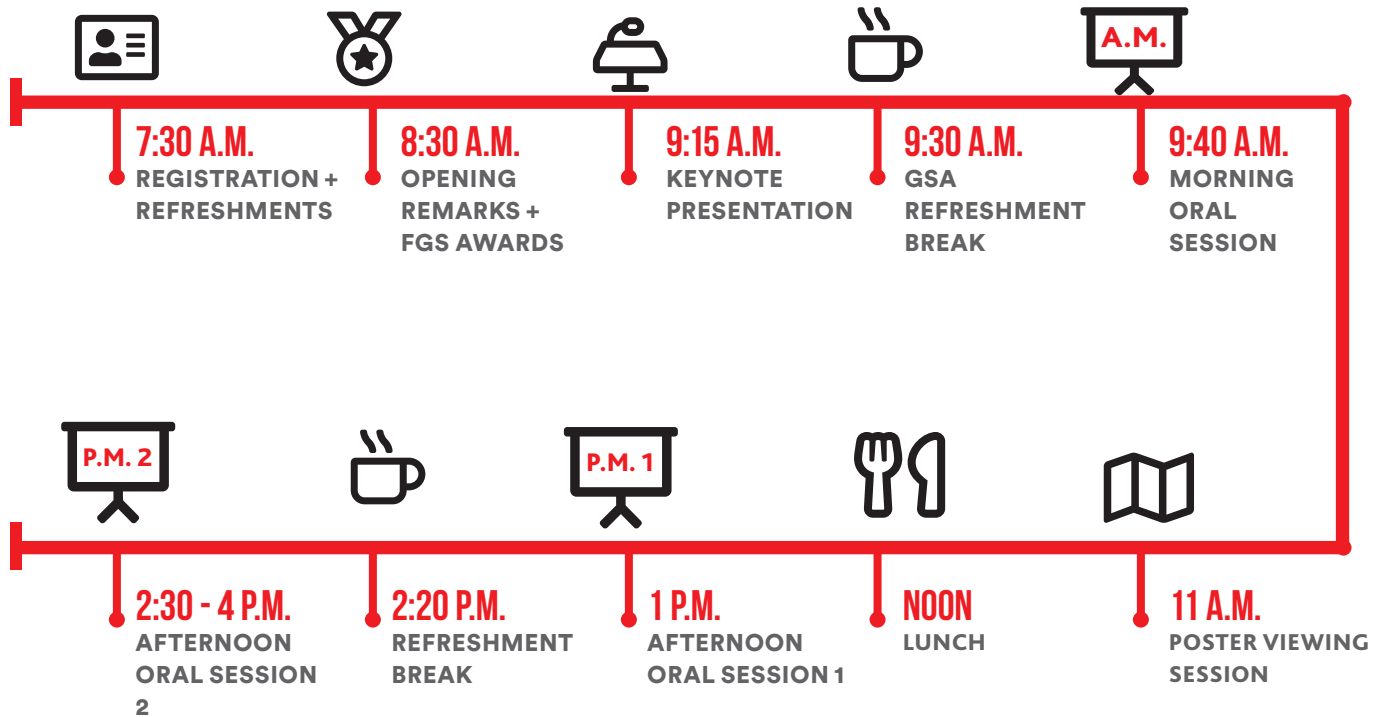 A.M.
7:30 A.M.
REGISTRATION +
REFRESHMENTS
8:30 A.M.
OPENING
REMARKS +
FGS AWARDS
9:15 A.M.
KEYNOTE
PRESENTATION
9:30 A.M.
GSA
REFRESHMENT
BREAK
9:40 A.M.
MORNING
ORAL
SESSION
P.M. 2
P.M. 1
2:30 - 4 P.M.
AFTERNOON
ORAL SESSION
2
2:20 P.M.
REFRESHMENT
BREAK
1 P.M.
AFTERNOON
ORAL SESSION 1
NOON
LUNCH
11 A.M.
POSTER VIEWING
SESSION